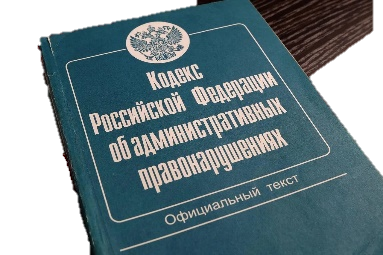 Кодекс
Российской Федерации
об административных
правонарушениях
Официальный текст